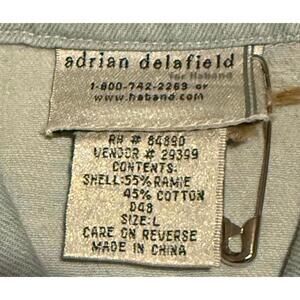 adrian delafield
for Haband
1-800-742-2263 or
www.haband.com
RN # 84890
VENDOR # 29399
CONTENTS:
SHELL:55% RAMIE
45% COTTON
D48
SIZE:L
CARE ON REVERSE
MADE IN CHINA